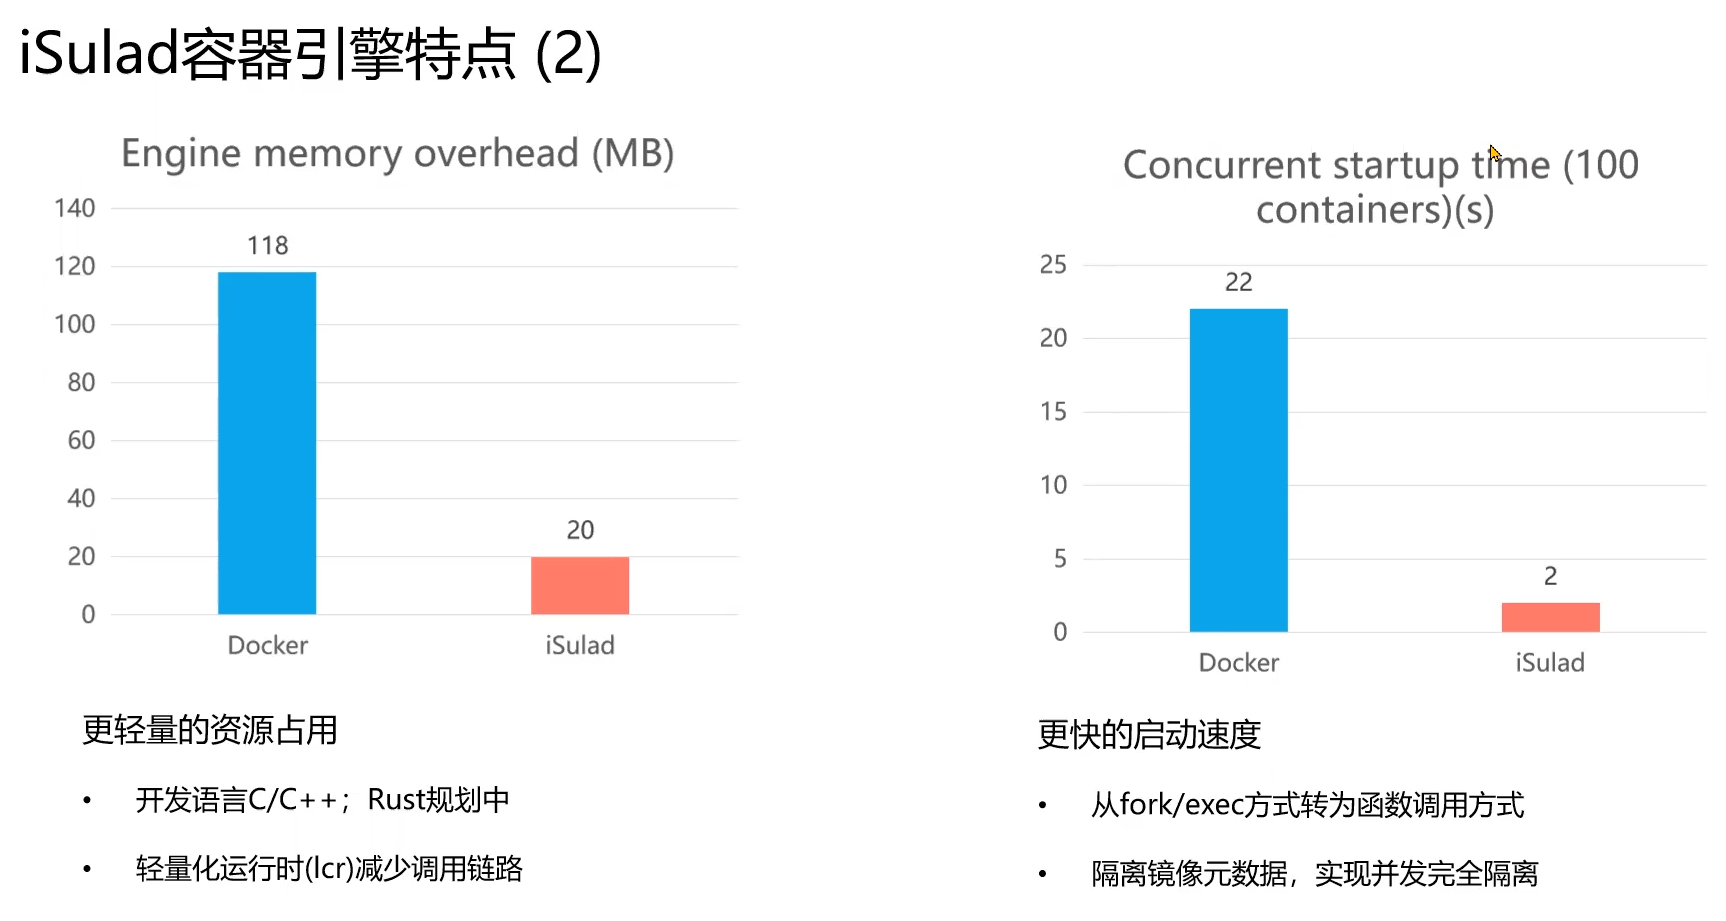 iSulad容器引擎特点 (2)
Engine memory overhead (MB)
140
120
100
80
60
40
20
0
118
20
Docker
iSulad
更轻量的资源占用
• 开发语言C/C++；Rust规划中
• 轻量化运行时(lcr)减少调用链路
Concurrent startup time (100
containers)(s)
25
20
15
10
5
0
22
2
Docker
iSulad
更快的启动速度
• 从fork/exec方式转为函数调用方式
• 隔离镜像元数据，实现并发完全隔离